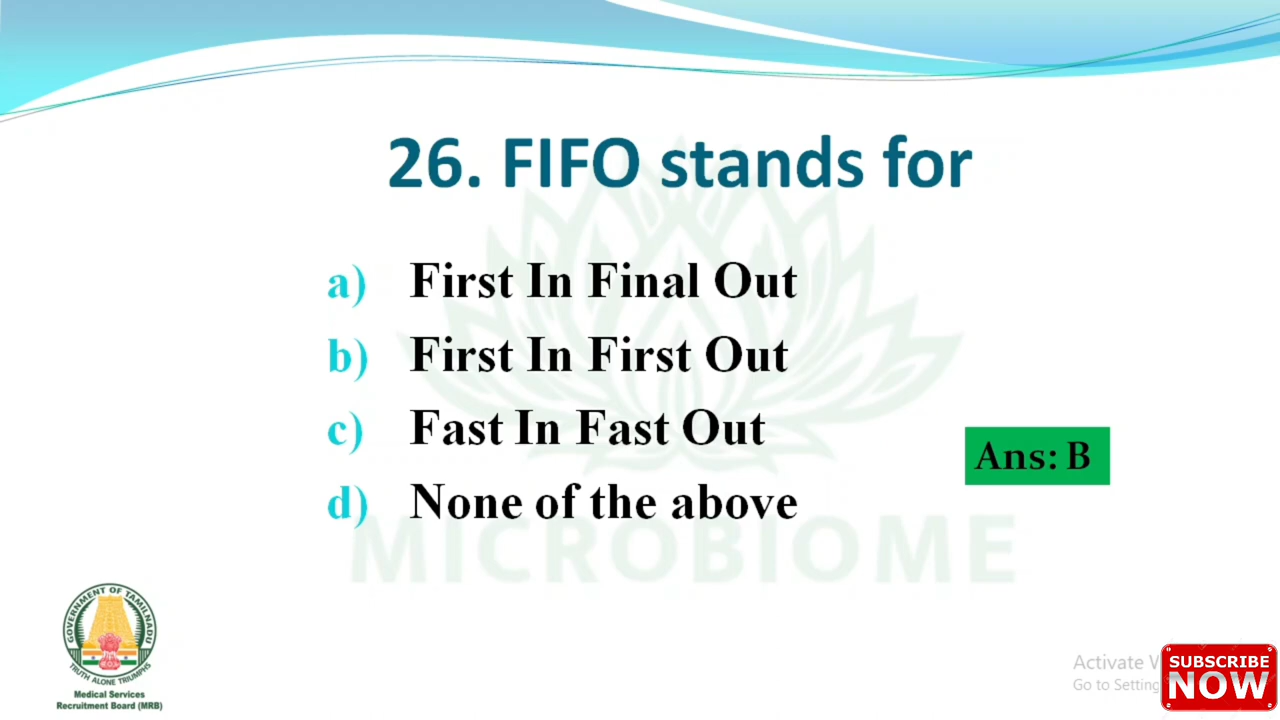 26. FIFO stands for
a) First In Final Out
b) First In First Out
c) Fast In Fast Out
Ans: B
d) None of the above
MICROBIOME
GOVERNMENT OF TAMILNADU
TRUTH ALONE TRIUMPHS
Medical Services
Recruitment Board (MRB)
Activate
Go to Setting
SUBSCRIBE
NOW